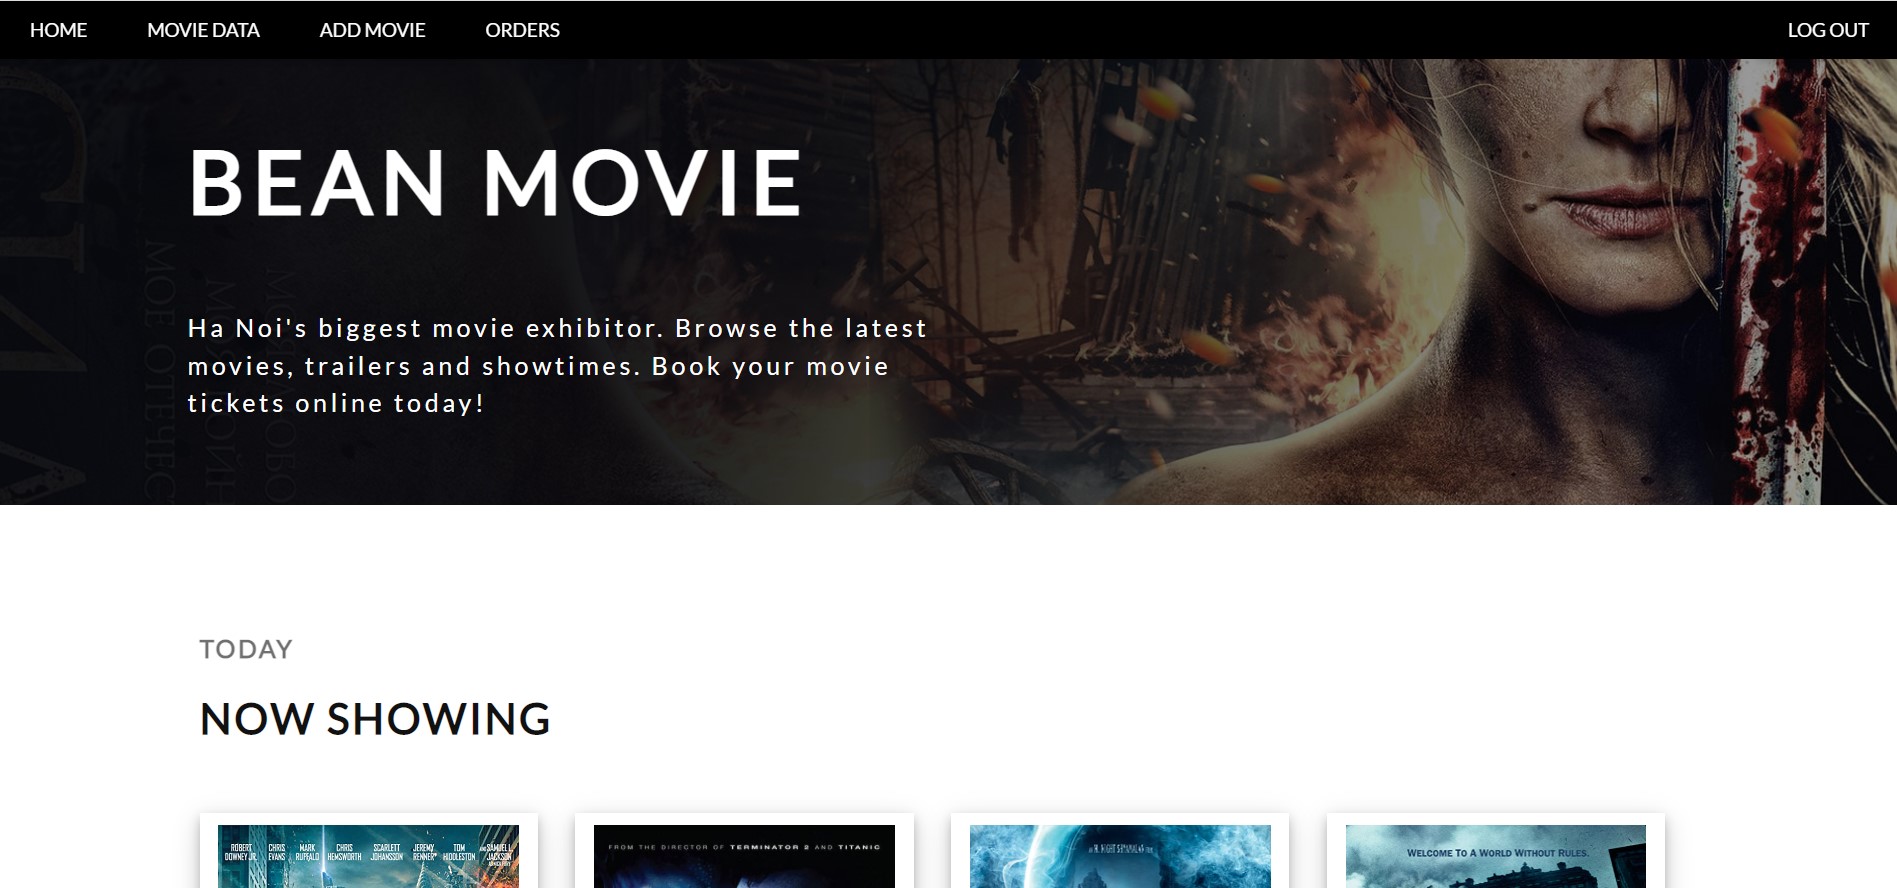 HOME MOVIE DATA ADD MOVIE ORDERS LOG OUT
BEAN MOVIE
Ha Noi's biggest movie exhibitor. Browse the latest
movies, trailers and showtimes. Book your movie
tickets online today!
МОЕ ОТЕЧЕС
TODAY
NOW SHOWING
ROBERT DOWNEY JR. CHRIS EVANS MARK RUFFALO CHRIS HEMSWORTH SCARLETT JOHANSSON JEREMY RENNER TOM HIDDLESTON AND SAMUEL L. JACKSON
FROM THE DIRECTOR OF TERMINATOR 2 AND TITANIC
WELCOME TO A WORLD WITHOUT RULES.